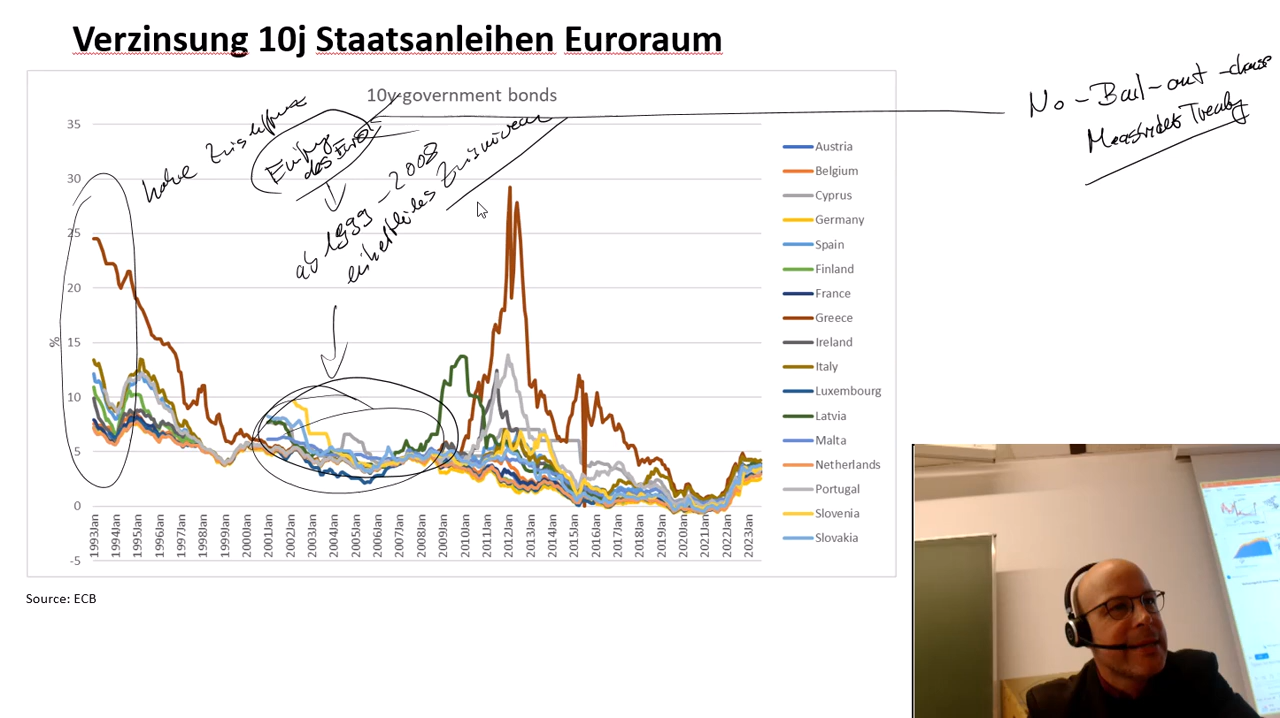 Verzinsung 10j Staatsanleihen Euroraum
10y government bonds
No-Bail-out-clause
Maastrichter Treaty
hohe Zinsdifferenz
Einführung
des Euro
ab 1999-2008
einheitliches Zinsniveau
%
35
30
25
20
15
10
5
0
-5
1993Jan
1994Jan
1995Jan
1996Jan
1997Jan
1998Jan
1999Jan
2000Jan
2001Jan
2002Jan
2003Jan
2004Jan
2005Jan
2006Jan
2007Jan
2008Jan
2009Jan
2010Jan
2011Jan
2012Jan
2013Jan
2014Jan
2015Jan
2016Jan
2017Jan
2018Jan
2019Jan
2020Jan
2021Jan
2022Jan
2023Jan
Austria
Belgium
Cyprus
Germany
Spain
Finland
France
Greece
Ireland
Italy
Luxembourg
Latvia
Malta
Netherlands
Portugal
Slovenia
Slovakia
Source: ECB